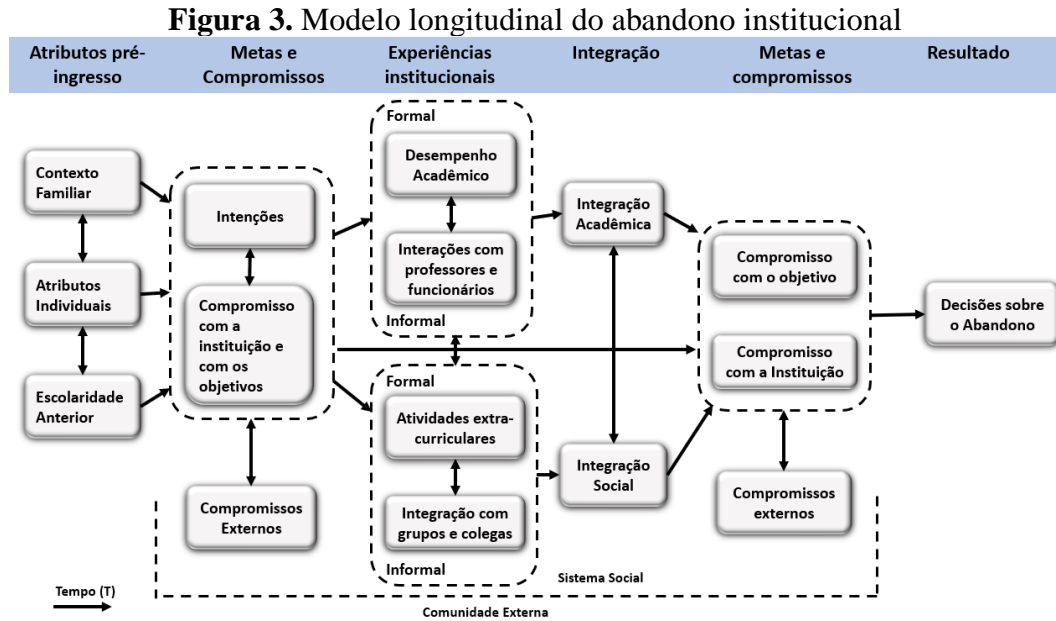 Figura 3. Modelo longitudinal do abandono institucional
Atributos pré-
ingresso
Metas e
Compromissos
Experiências
institucionais
Integração
Metas e
compromissos
Resultado
Contexto
Familiar
Atributos
Individuais
Escolaridade
Anterior
Intenções
Compromisso
com a
instituição e
com os
objetivos
Compromissos
Externos
Formal
Desempenho
Acadêmico
Interações com
professores e
funcionários
Informal
Formal
Atividades extra-
curriculares
Integração com
grupos e colegas
Informal
Integração
Acadêmica
Integração
Social
Compromisso
com o objetivo
Compromisso
com a Instituição
Compromissos
externos
Decisões sobre
o Abandono
Sistema Social
Tempo (T)
Comunidade Externa